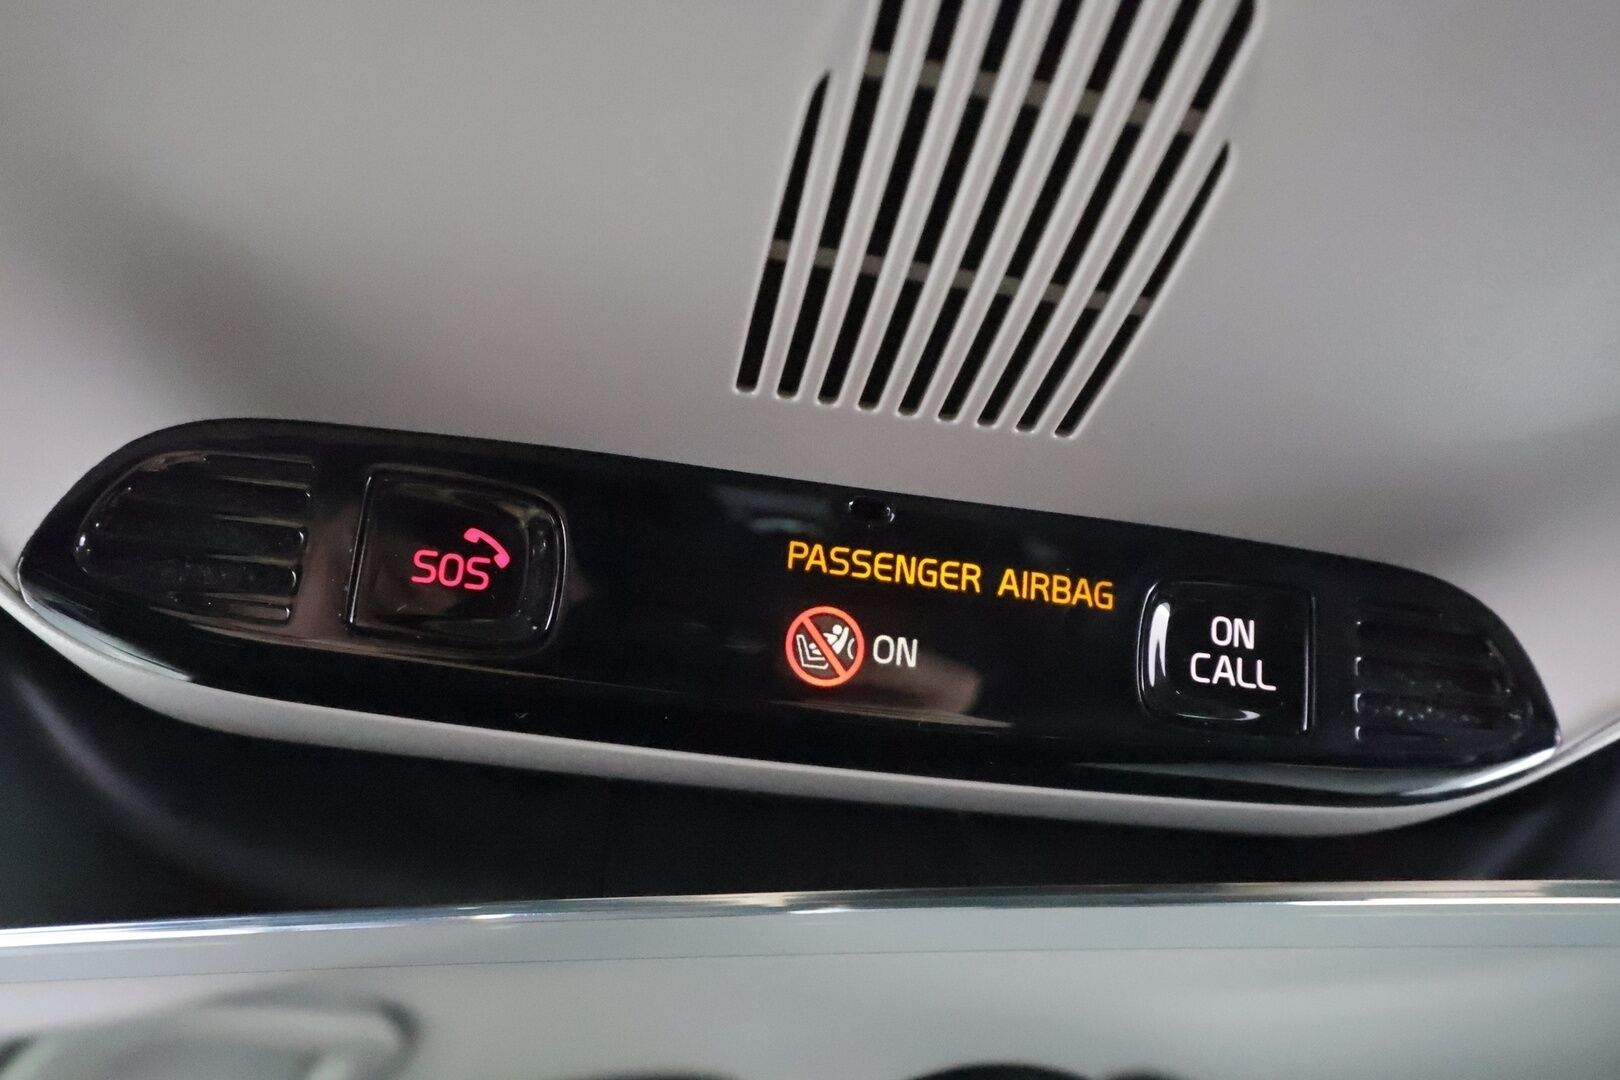 SOS
PASSENGER AIRBAG
ON
ON
CALL